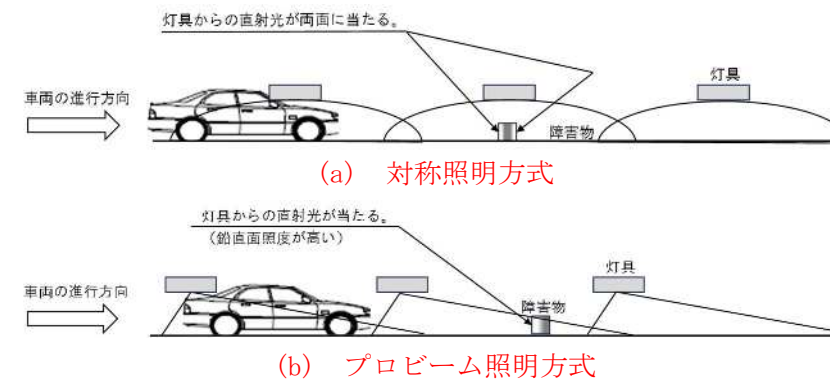 灯具からの直射光が両面に当たる。
灯具
車両の進行方向
障害物
(a) 対称照明方式
灯具からの直射光が当たる。
(鉛直面照度が高い)
灯具
車両の進行方向
障害物
(b) プロビーム照明方式